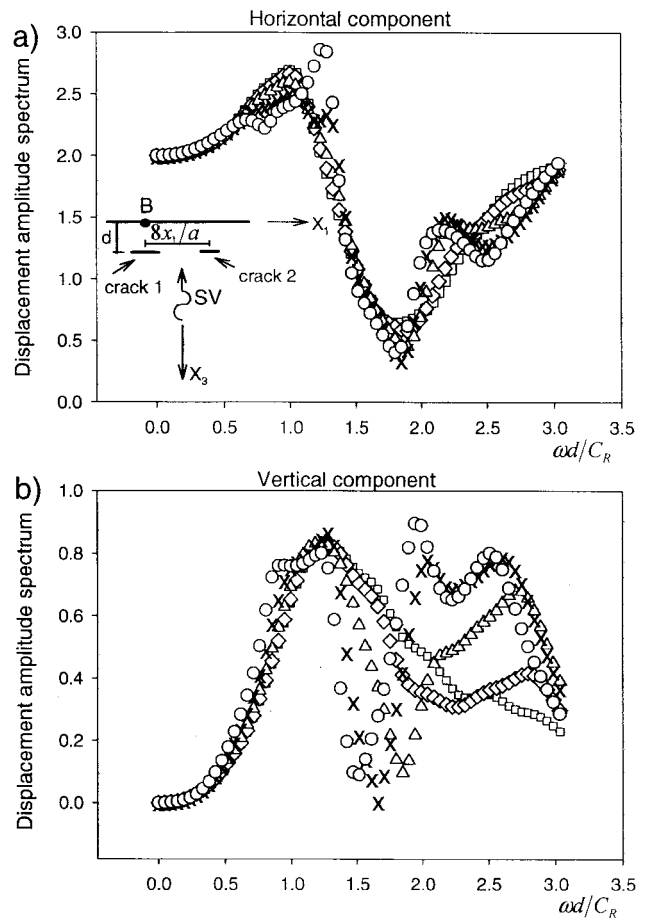 Horizontal component
a)
Displacement amplitude spectrum
3.0
2.5
2.0
1.5
1.0
0.5
0.0
B
X₁
d
8x₁/a
crack 1
crack 2
SV
X₃
0.0 0.5 1.0 1.5 2.0 2.5 3.0 3.5
ωd/C_R
Vertical component
b)
Displacement amplitude spectrum
1.0
0.8
0.6
0.4
0.2
0.0
0.0 0.5 1.0 1.5 2.0 2.5 3.0 3.5
ωd/C_R